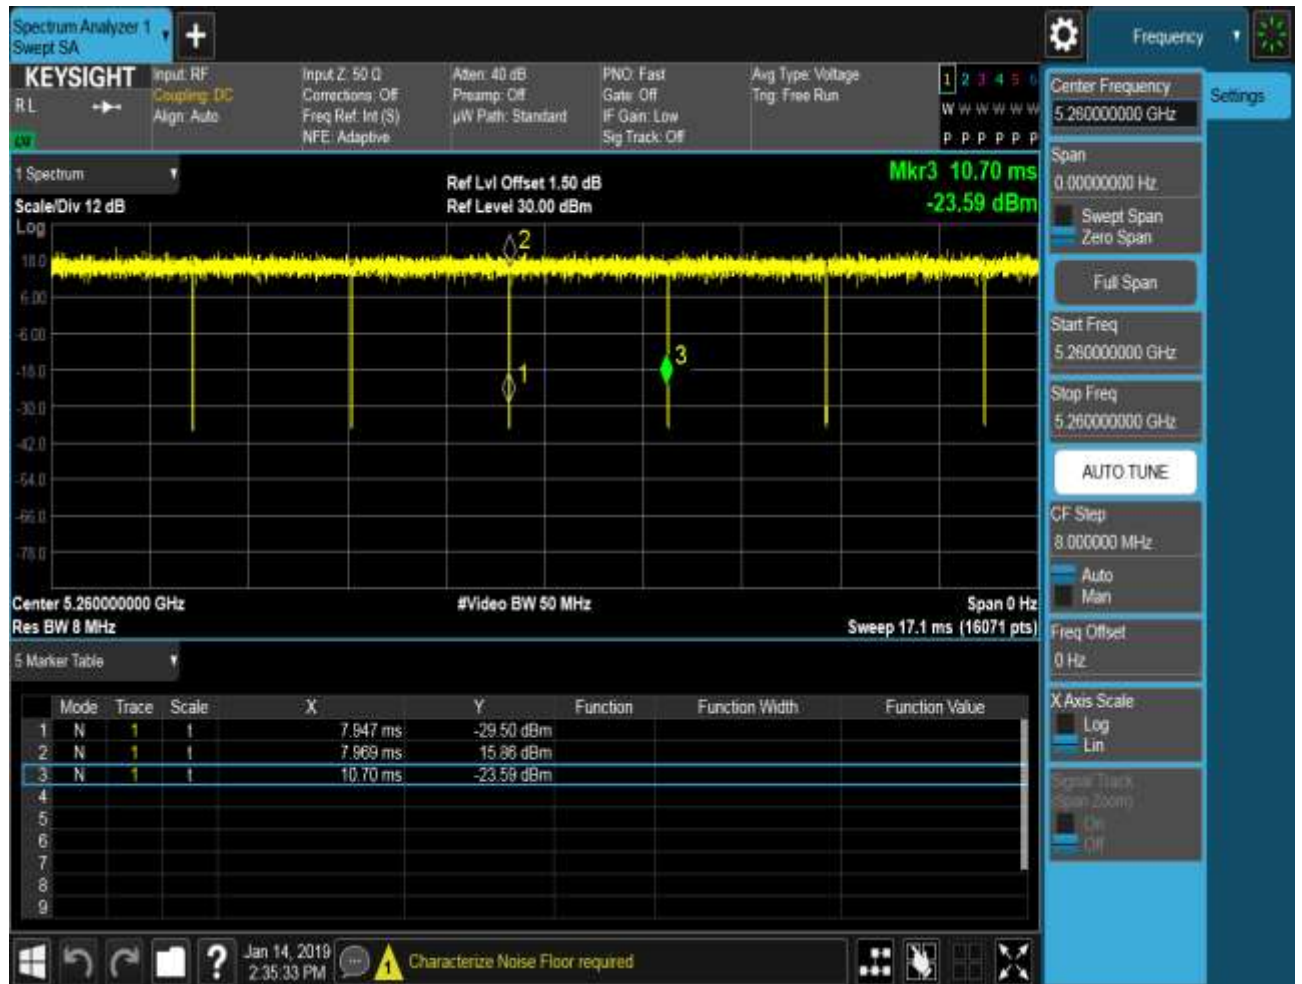 Spectrum Analyzer 1
Swept SA
+
Frequency
KEYSIGHT
RL
Input: RF
Coupling: DC
Align: Auto
Input Z: 50 Ω
Corrections: Off
Freq Ref: Int (S)
NFE: Adaptive
Atten: 40 dB
Preamp: Off
µW Path: Standard
PNO: Fast
Gate: Off
IF Gain: Low
Sig Track: Off
Avg Type: Voltage
Trig: Free Run
1 2 3 4 5 6
W W W W W W
P P P P P P
1 Spectrum
Scale/Div 12 dB
Log
Ref Lvl Offset 1.50 dB
Ref Level 30.00 dBm
Mkr3 10.70 ms
-23.59 dBm
18.0
6.00
-6.00
-18.0
-30.0
-42.0
-54.0
-66.0
-78.0
2
1
3
Center 5.260000000 GHz
#Video BW 50 MHz
Span 0 Hz
Res BW 8 MHz
Sweep 17.1 ms (16071 pts)
5 Marker Table
Mode Trace Scale X Y Function Function Width Function Value
1 N 1 t 7.947 ms -29.50 dBm
2 N 1 t 7.969 ms 15.86 dBm
3 N 1 t 10.70 ms -23.59 dBm
4
5
6
7
8
9
Center Frequency
5.260000000 GHz
Settings
Span
0.00000000 Hz
Swept Span
Zero Span
Full Span
Start Freq
5.260000000 GHz
Stop Freq
5.260000000 GHz
AUTO TUNE
CF Step
8.000000 MHz
Auto
Man
Freq Offset
0 Hz
X Axis Scale
Log
Lin
Signal Track
(Span Zoom)
On
Off
?
Jan 14, 2019
2:35:33 PM
1
Characterize Noise Floor required